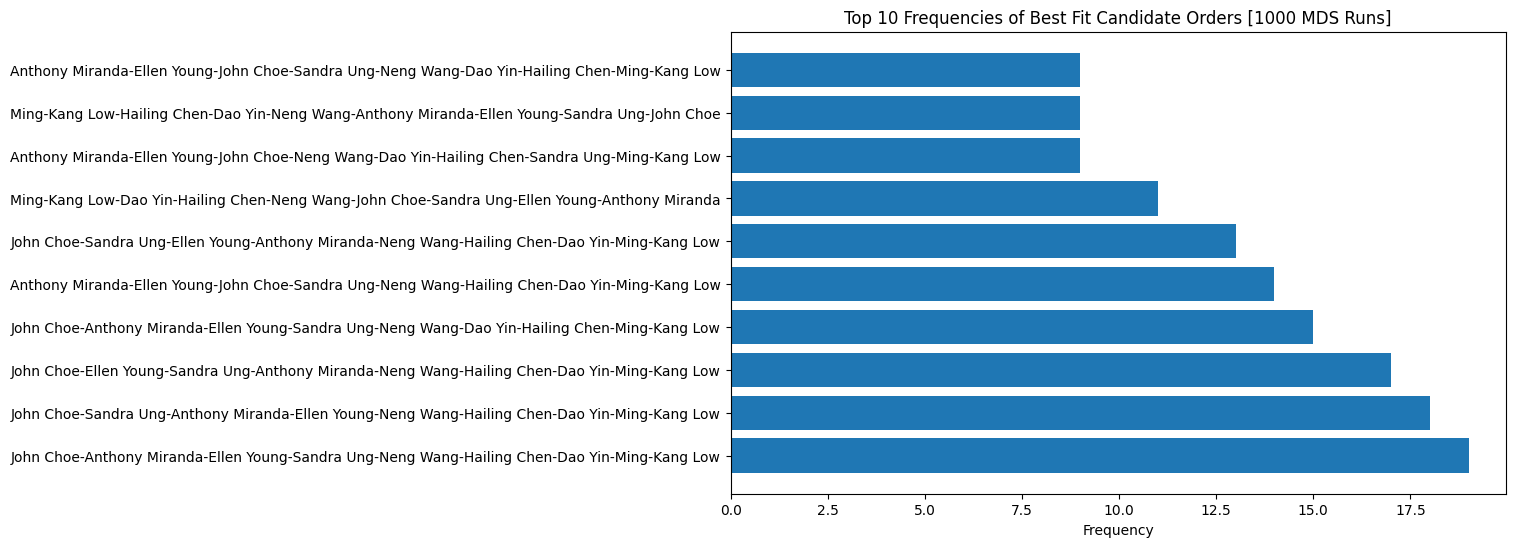 Top 10 Frequencies of Best Fit Candidate Orders [1000 MDS Runs]
Anthony Miranda-Ellen Young-John Choe-Sandra Ung-Neng Wang-Dao Yin-Hailing Chen-Ming-Kang Low
Ming-Kang Low-Hailing Chen-Dao Yin-Neng Wang-Anthony Miranda-Ellen Young-Sandra Ung-John Choe
Anthony Miranda-Ellen Young-John Choe-Neng Wang-Dao Yin-Hailing Chen-Sandra Ung-Ming-Kang Low
Ming-Kang Low-Dao Yin-Hailing Chen-Neng Wang-John Choe-Sandra Ung-Ellen Young-Anthony Miranda
John Choe-Sandra Ung-Ellen Young-Anthony Miranda-Neng Wang-Hailing Chen-Dao Yin-Ming-Kang Low
Anthony Miranda-Ellen Young-John Choe-Sandra Ung-Neng Wang-Hailing Chen-Dao Yin-Ming-Kang Low
John Choe-Anthony Miranda-Ellen Young-Sandra Ung-Neng Wang-Dao Yin-Hailing Chen-Ming-Kang Low
John Choe-Ellen Young-Sandra Ung-Anthony Miranda-Neng Wang-Hailing Chen-Dao Yin-Ming-Kang Low
John Choe-Sandra Ung-Anthony Miranda-Ellen Young-Neng Wang-Hailing Chen-Dao Yin-Ming-Kang Low
John Choe-Anthony Miranda-Ellen Young-Sandra Ung-Neng Wang-Hailing Chen-Dao Yin-Ming-Kang Low
0.0 2.5 5.0 7.5 10.0 12.5 15.0 17.5
Frequency